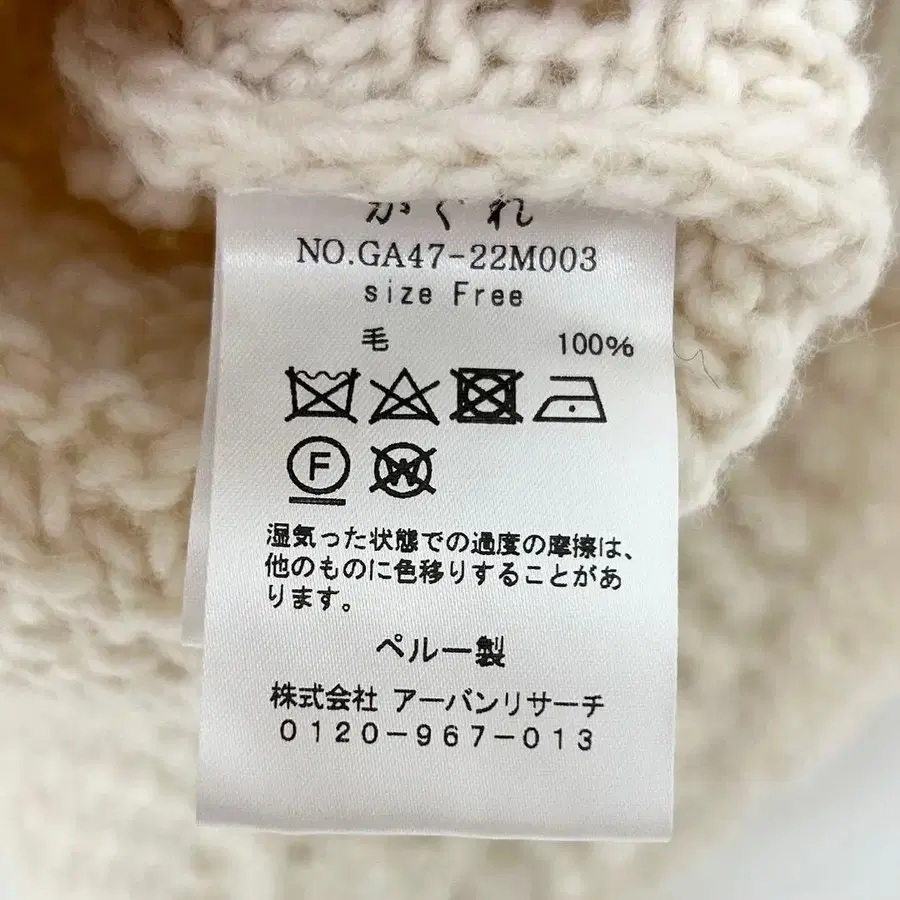 かぐれ
NO.GA47-22M003
size Free
毛 100%
F W
湿気った状態での過度の摩擦は、
他のものに色移りすることがあ
ります。
ペルー製
株式会社 アーバンリサーチ
0120-967-013